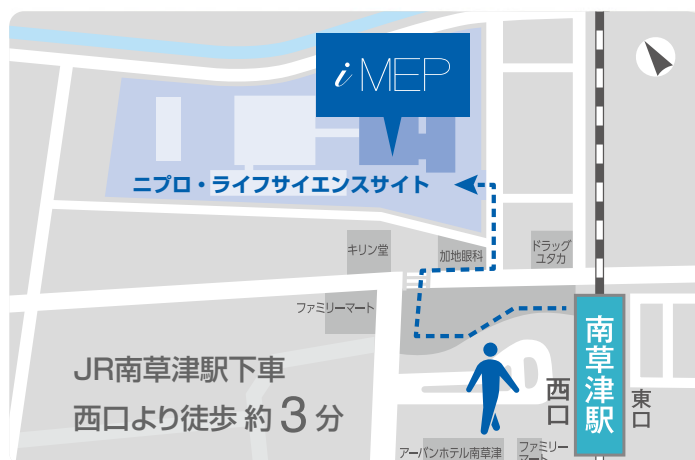 i MEP
ニプロ・ライフサイエンスサイト
キリン堂
加地眼科
ドラッグ
ユタカ
ファミリーマート
JR南草津駅下車
西口より徒歩 約 3 分
南草津駅
西口
東口
アーバンホテル南草津
ファミリー
マート